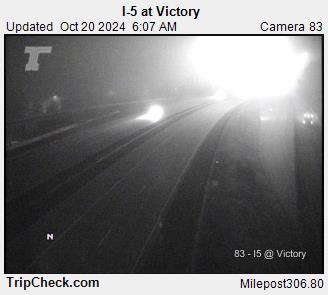 I-5 at Victory
Updated Oct 20 2024 6:07 AM Camera 83
T
N
83 - I5 @ Victory
TripCheck.com Milepost306.80